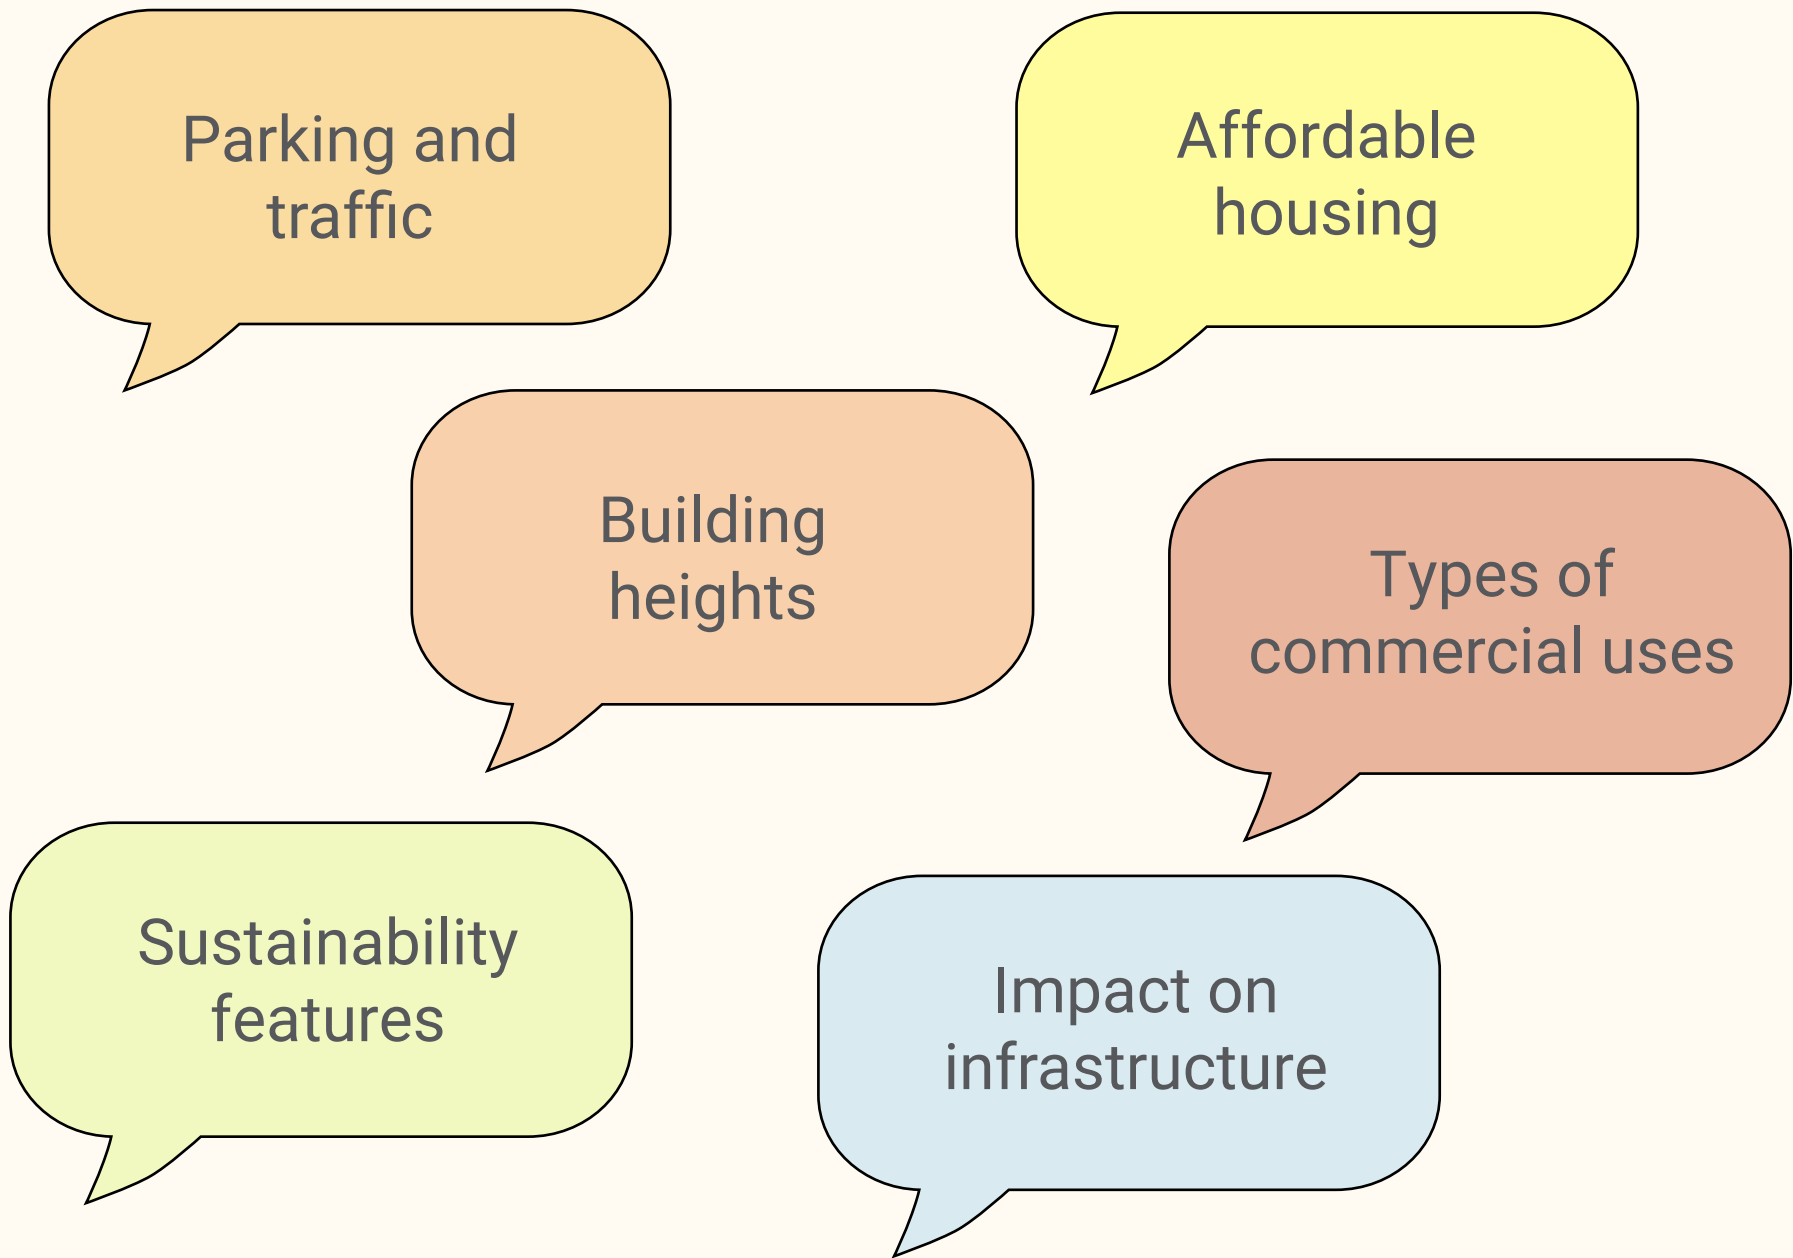 Parking and
traffic
Affordable
housing
Building
heights
Types of
commercial uses
Sustainability
features
Impact on
infrastructure